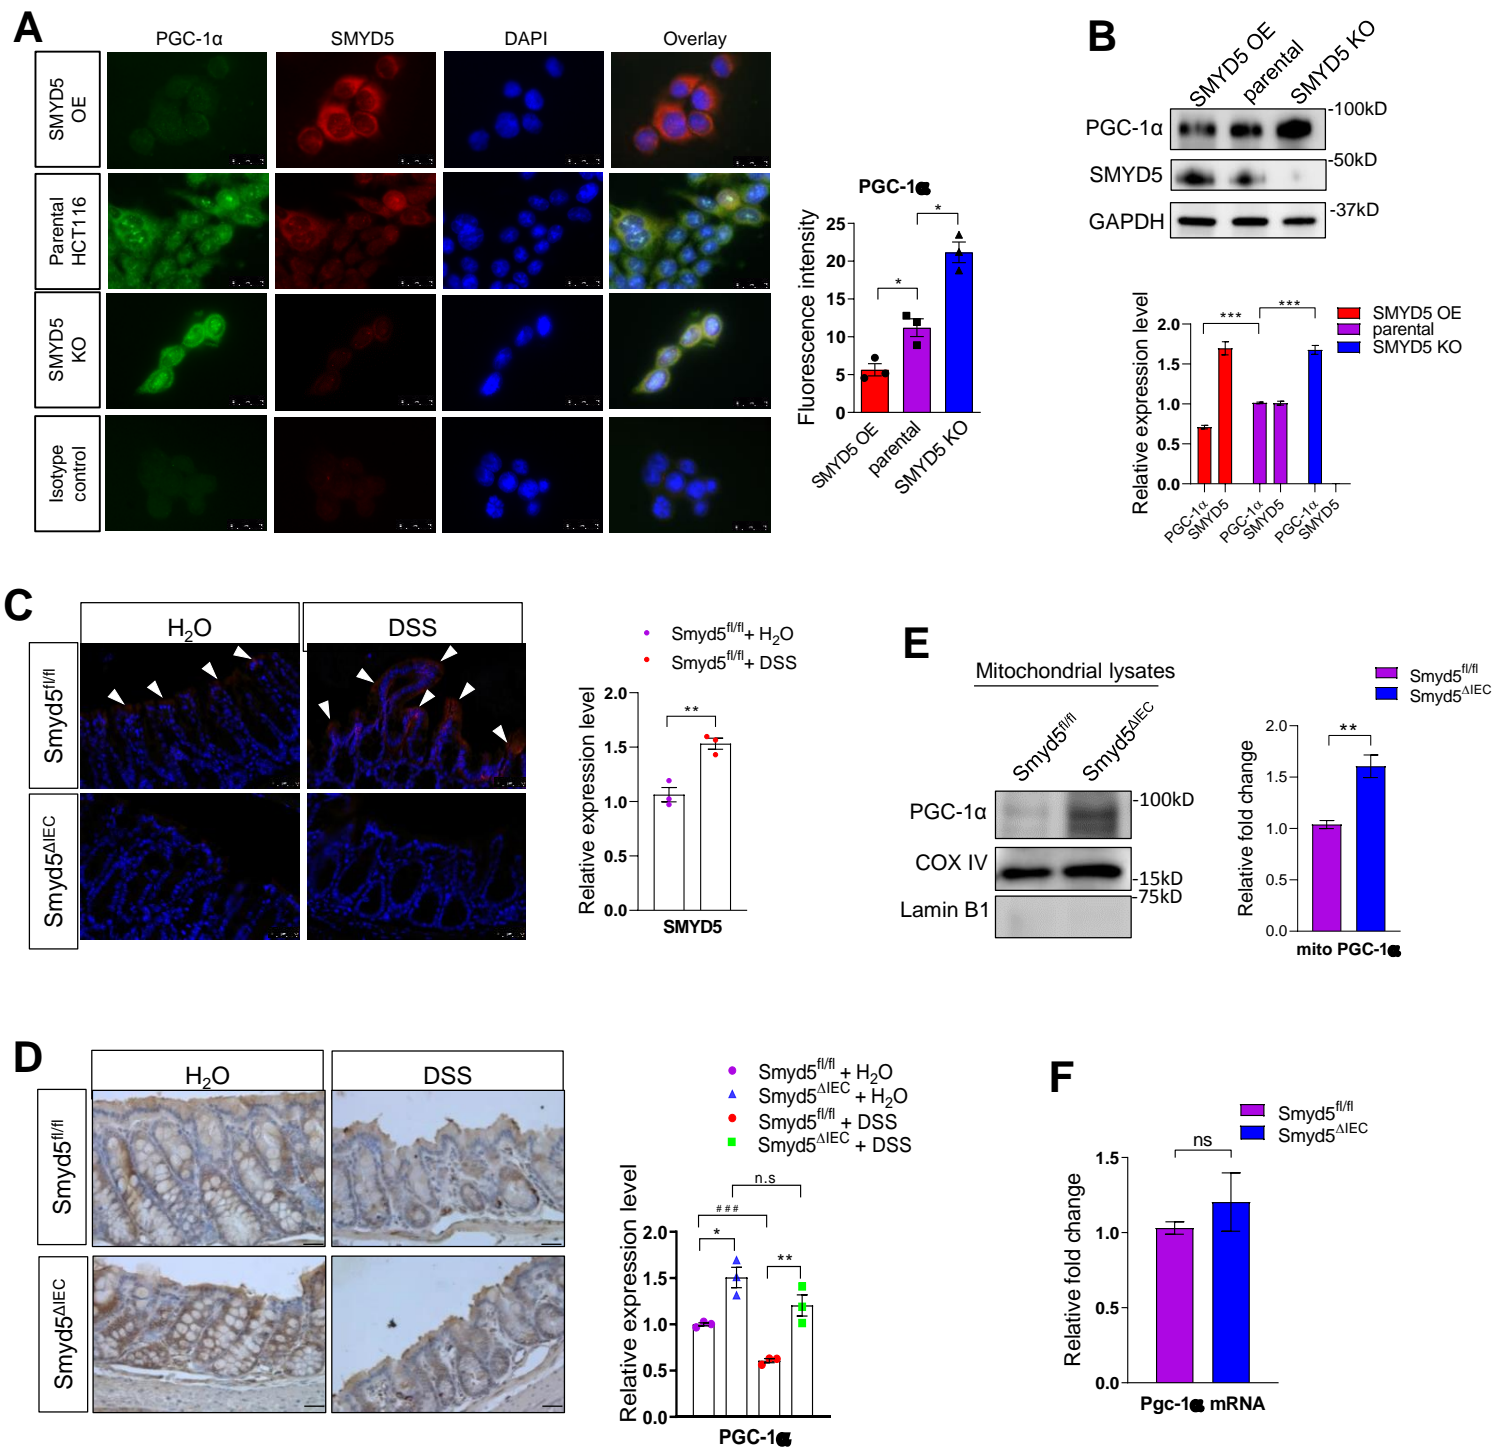 A
PGC-1α
SMYD5
DAPI
Overlay
SMYD5
OE
Parental
HCT116
SMYD5
KO
Isotype
control
PGC-1α
Fluorescence intensity
25
20
15
10
5
0
*
*
SMYD5 OE
parental
SMYD5 KO
B
SMYD5 OE
parental
SMYD5 KO
PGC-1α
-100kD
SMYD5
-50kD
GAPDH
-37kD
Relative expression level
2.0
1.5
1.0
0.5
0.0
***
***
SMYD5 OE
parental
SMYD5 KO
PGC-1α
SMYD5
PGC-1α
SMYD5
PGC-1α
SMYD5
C
H2O
DSS
Smyd5fl/fl
Smyd5ΔIEC
Smyd5fl/fl+ H2O
Smyd5fl/fl+ DSS
Relative expression level
2.0
1.5
1.0
0.5
0.0
**
SMYD5
E
Mitochondrial lysates
Smyd5fl/fl
Smyd5ΔIEC
PGC-1α
-100kD
COX IV
-15kD
-75kD
Lamin B1
Smyd5fl/fl
Smyd5ΔIEC
Relative fold change
2.0
1.5
1.0
0.5
0.0
**
mito PGC-1α
D
H2O
DSS
Smyd5fl/fl
Smyd5ΔIEC
Smyd5fl/fl + H2O
Smyd5ΔIEC + H2O
Smyd5fl/fl + DSS
Smyd5ΔIEC + DSS
Relative expression level
2.0
1.5
1.0
0.5
0.0
n.s
###
*
**
PGC-1α
F
Smyd5fl/fl
Smyd5ΔIEC
Relative fold change
1.5
1.0
0.5
0.0
ns
Pgc-1α mRNA